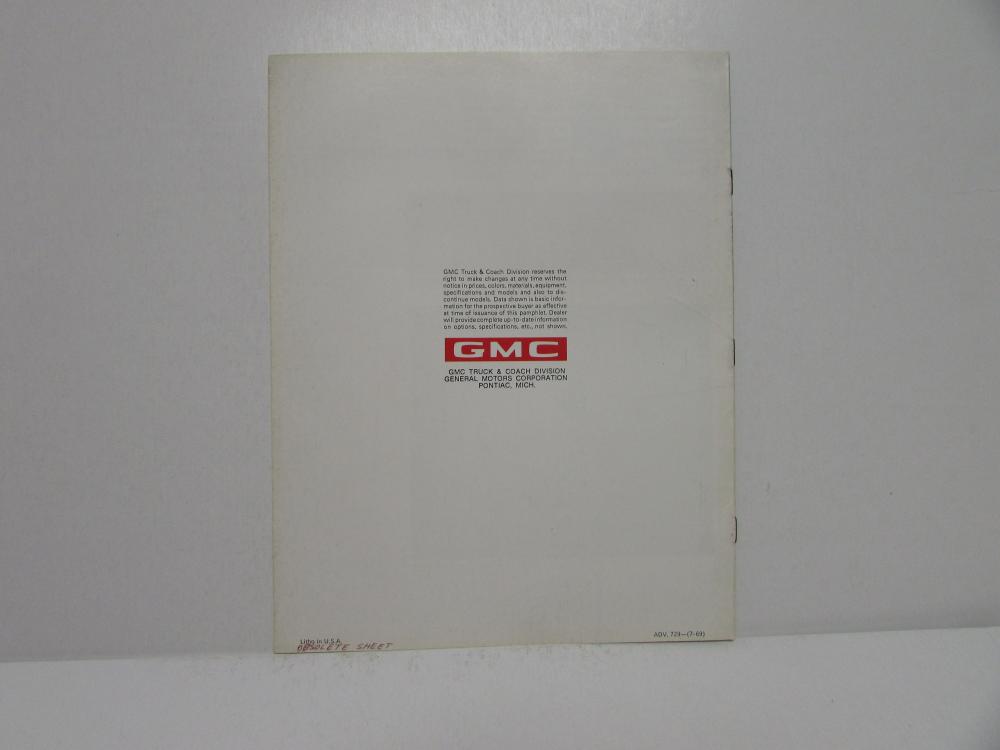 GMC Truck & Coach Division reserves the
right to make changes at any time without
notice in prices, colors, materials, equipment,
specifications and models and also to dis-
continue models. Data shown is basic infor-
mation for the prospective buyer as effective
at time of issuance of this pamphlet. Dealer
will provide complete up-to-date information
on options, specifications, etc., not shown.
GMC
GMC TRUCK & COACH DIVISION
GENERAL MOTORS CORPORATION
PONTIAC, MICH.
Litho in U.S.A.
OBSOLETE SHEET
ADV. 729—(7-69)